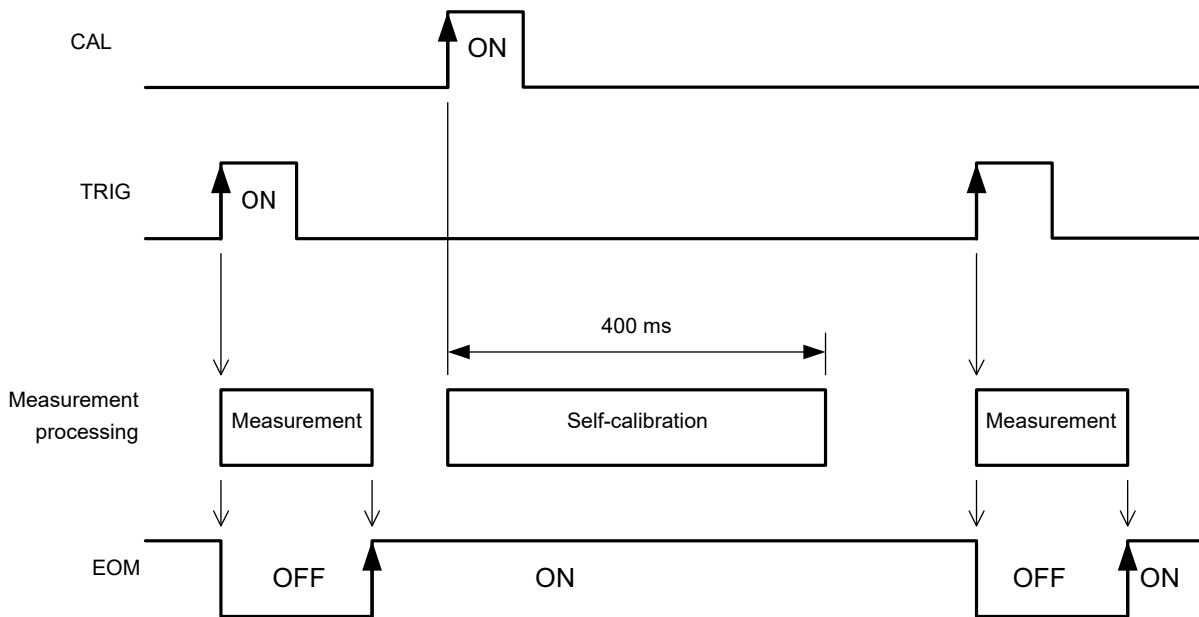 CAL
ON
TRIG
ON
400 ms
Measurement
processing
Measurement
Self-calibration
Measurement
EOM
OFF
ON
OFF
ON